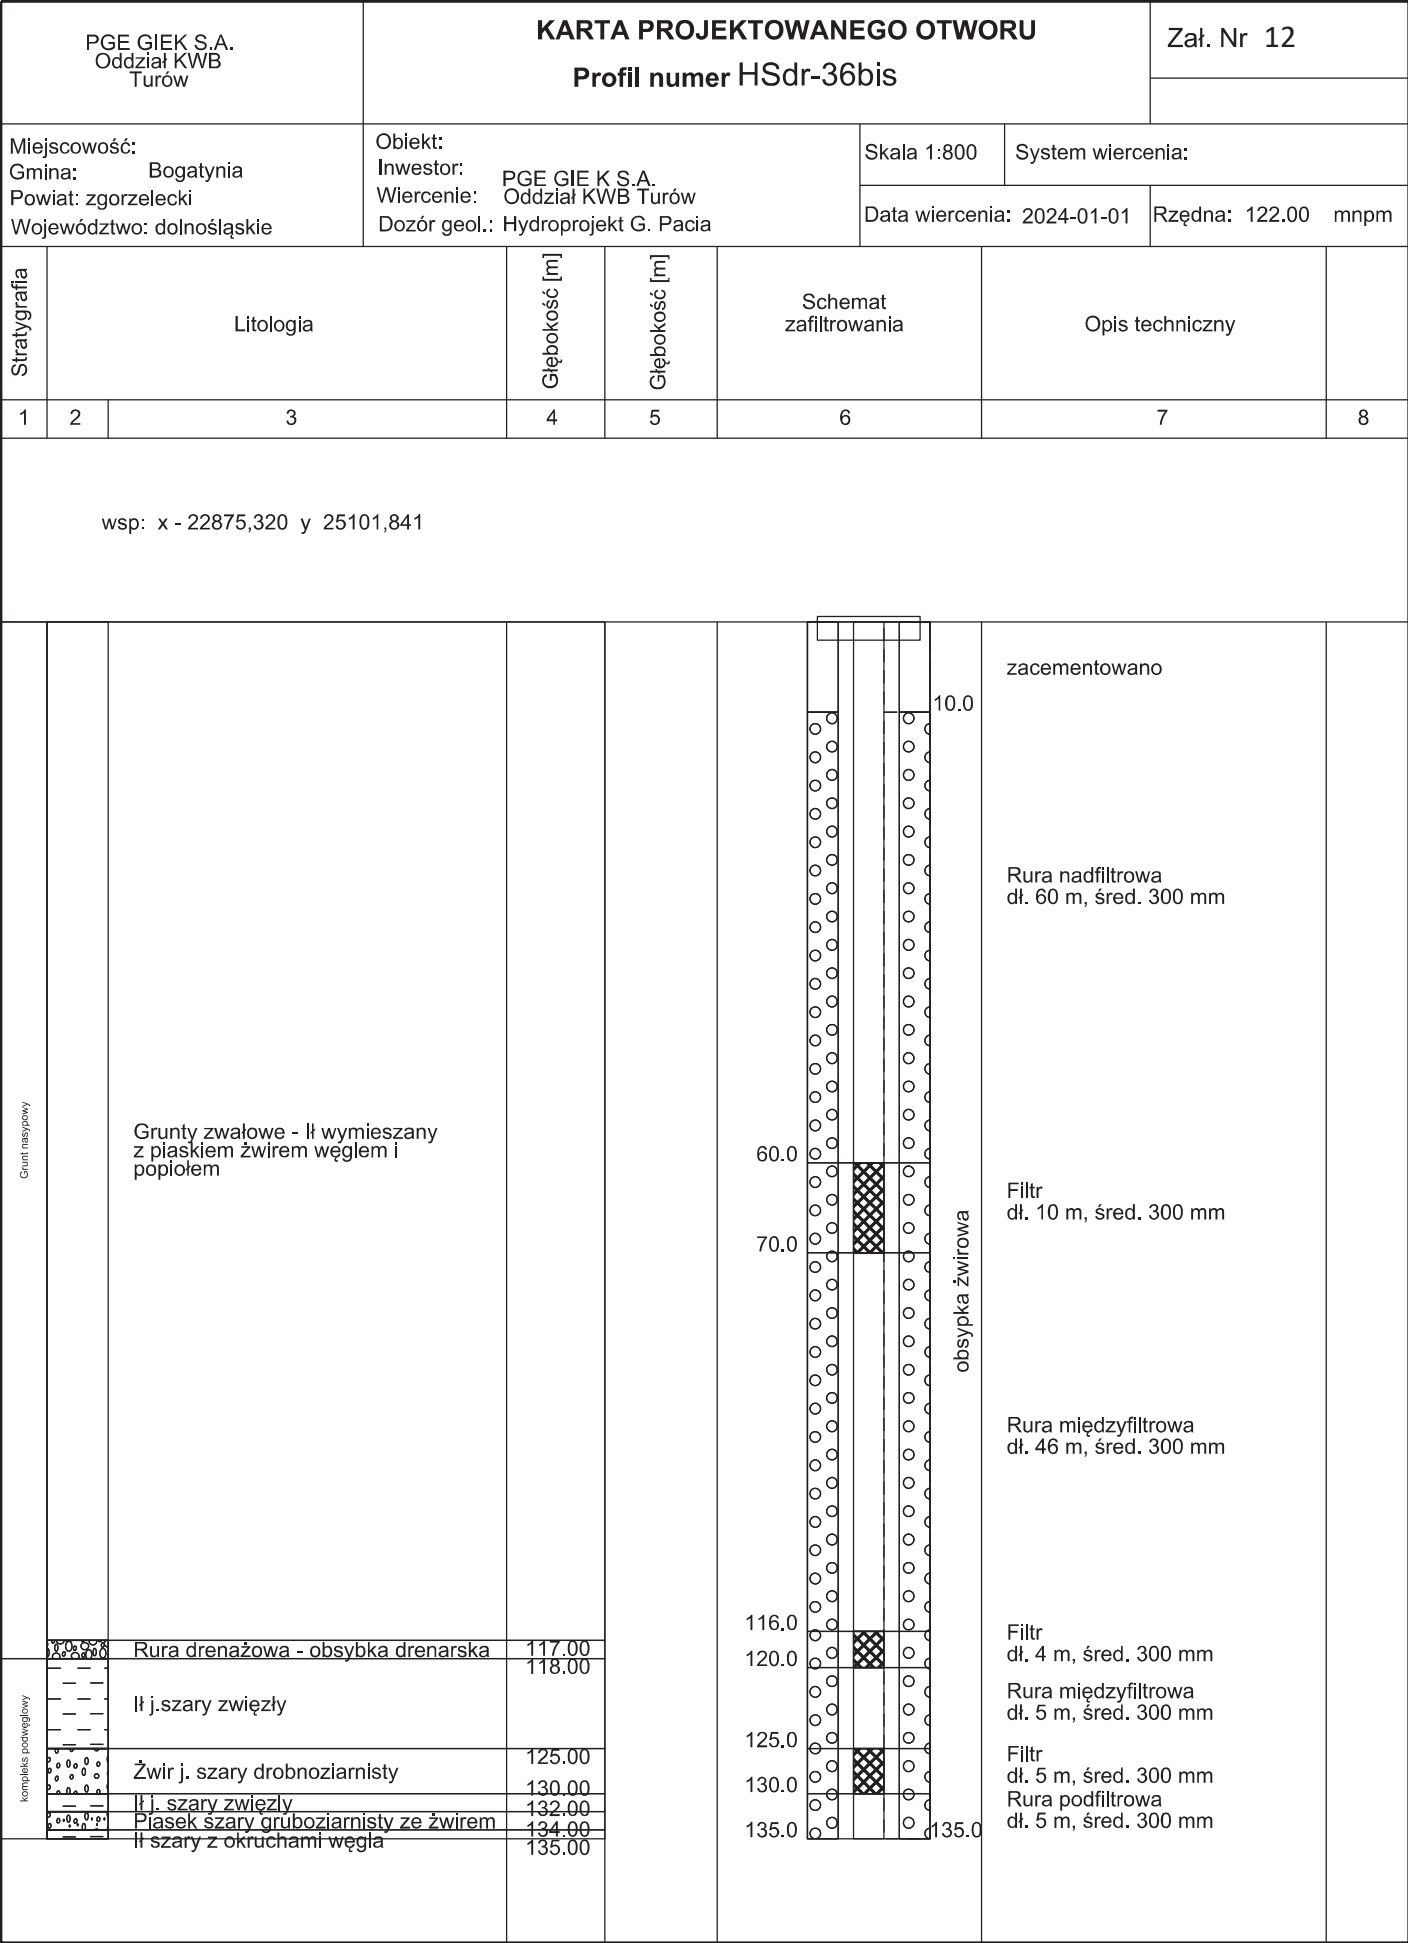 PGE GIEK S.A.
Oddział KWB
Turów
KARTA PROJEKTOWANEGO OTWORU
Profil numer HSdr-36bis
Zał. Nr 12
Miejscowość:
Gmina: Bogatynia
Powiat: zgorzelecki
Województwo: dolnośląskie
Obiekt:
Inwestor: PGE GIE K S.A.
Wiercenie: Oddział KWB Turów
Dozór geol.: Hydroprojekt G. Pacia
Skala 1:800
System wiercenia:
Data wiercenia: 2024-01-01
Rzędna: 122.00 mnpm
Stratygrafia
Litologia
Głębokość [m]
Głębokość [m]
Schemat
zafiltrowania
Opis techniczny
1 2 3 4 5 6 7 8
wsp: x - 22875,320 y 25101,841
Grunt nasypowy
kompleks podwęglowy
Grunty zwałowe - Ił wymieszany
z piaskiem żwirem węglem i
popiołem
Rura drenażowa - obsybka drenarska
117.00
118.00
Ił j.szary zwięzły
125.00
Żwir j. szary drobnoziarnisty
130.00
Ił j. szary zwięzly
132.00
Piasek szary gruboziarnisty ze żwirem
134.00
Ił szary z okruchami węgla
135.00
10.0
60.0
70.0
116.0
120.0
125.0
130.0
135.0
135.0
obsypka żwirowa
zacementowano
Rura nadfiltrowa
dł. 60 m, śred. 300 mm
Filtr
dł. 10 m, śred. 300 mm
Rura międzyfiltrowa
dł. 46 m, śred. 300 mm
Filtr
dł. 4 m, śred. 300 mm
Rura międzyfiltrowa
dł. 5 m, śred. 300 mm
Filtr
dł. 5 m, śred. 300 mm
Rura podfiltrowa
dł. 5 m, śred. 300 mm